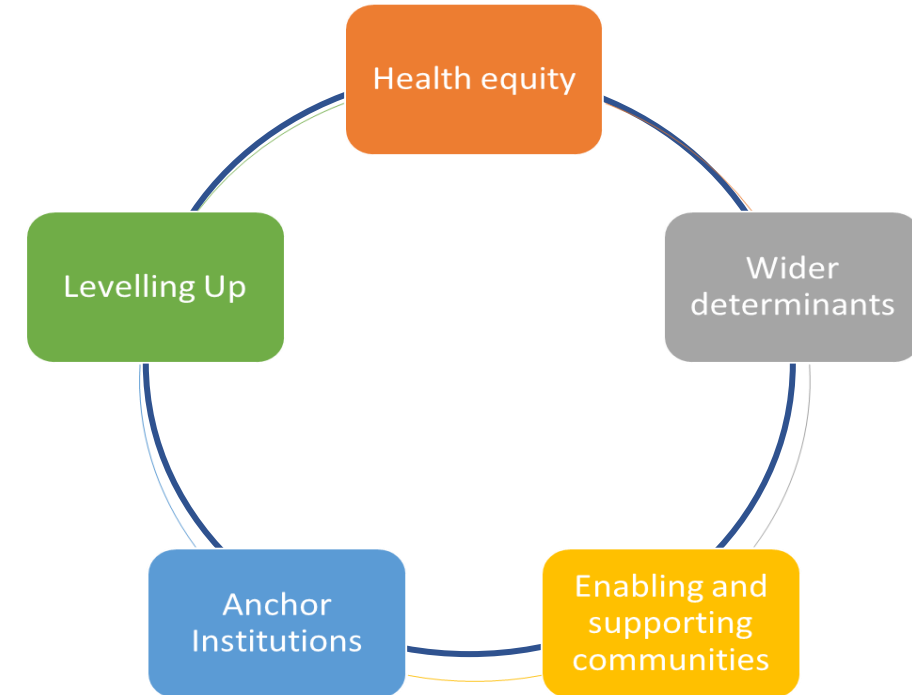 Health equity
Wider
determinants
Enabling and
supporting
communities
Anchor
Institutions
Levelling Up